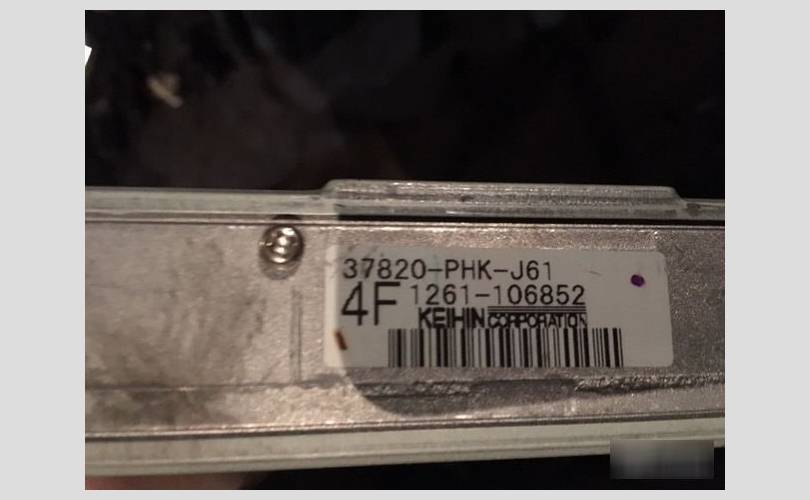 37820-PHK-J61
4F 1261-106852
KEIHIN CORPORATION